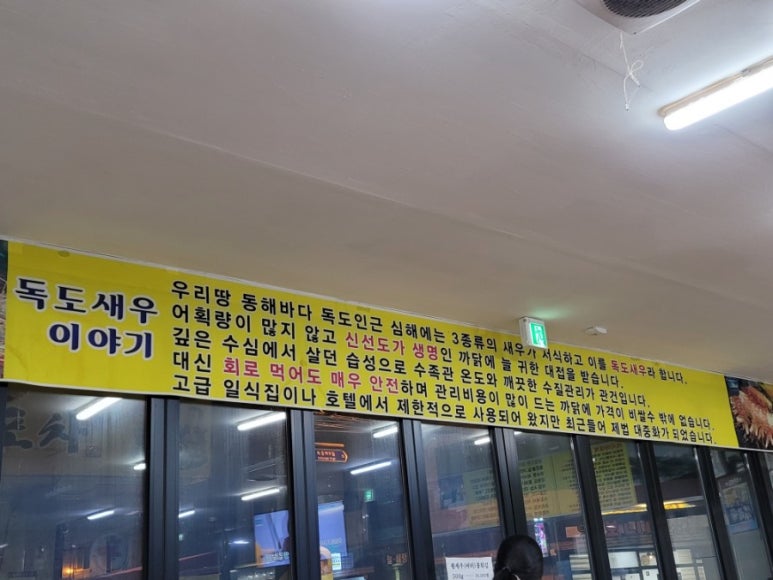 독도새우
이야기
우리땅 동해바다 독도인근 심해에는 3종류의 새우가 서식하고 이를 독도새우라 합니다.
어획량이 많지 않고 신선도가 생명인 까닭에 늘 귀한 대접을 받습니다.
깊은 수심에서 살던 습성으로 수족관 온도와 깨끗한 수질관리가 관건입니다.
대신 회로 먹어도 매우 안전하며 관리비용이 많이 드는 까닭에 가격이 비쌀수 밖에 없습니다.
고급 일식집이나 호텔에서 제한적으로 사용되어 왔지만 최근들어 제법 대중화가 되었습니다.